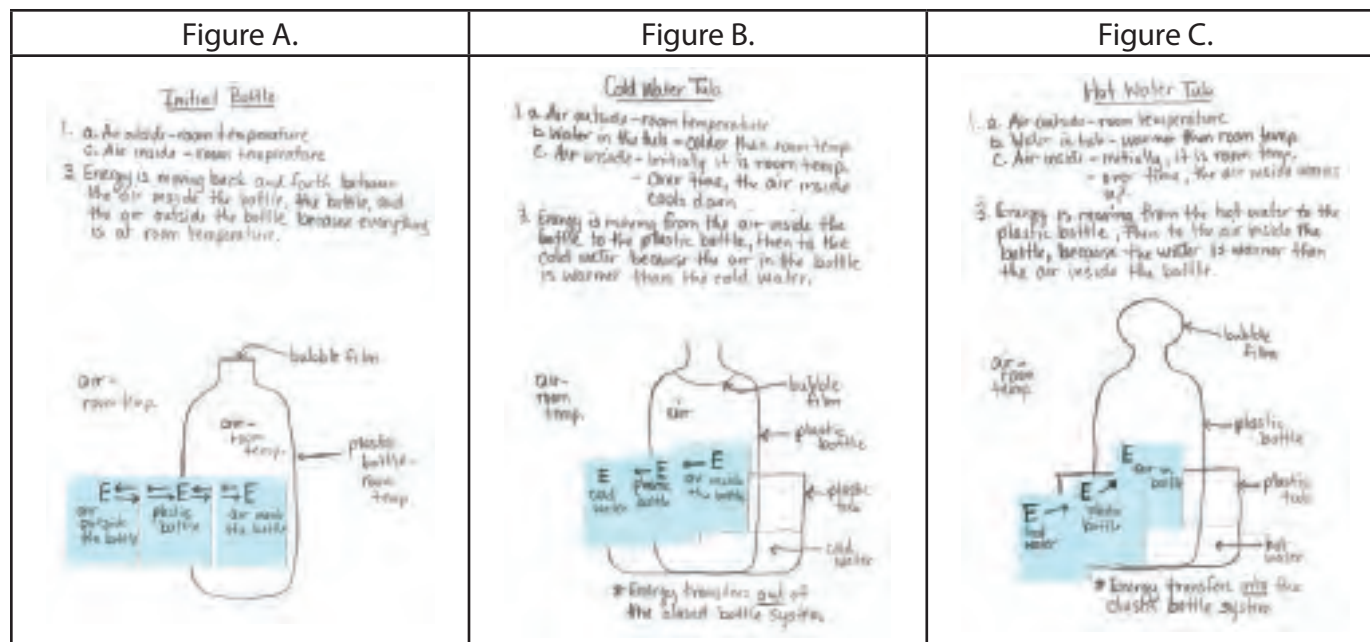 Figure A.
Initial Bottle
1. a. Air outside - room temperature
c. Air inside - room temperature
3. Energy is moving back and forth between
the air inside the bottle, the bottle, and
the air outside the bottle because everything
is at room temperature.
bubble film
air -
room temp.
air -
room
temp.
plastic
bottle -
room
temp.
E E E
air
outside
the bottle
plastic
bottle
air inside
the bottle
Figure B.
Cold Water Tub
1. a. Air outside - room temperature
b. Water in the tub - colder than room temp.
c. Air inside - initially it is room temp.
- Over time, the air inside
cools down
3. Energy is moving from the air inside the
bottle to the plastic bottle, then to the
cold water because the air in the bottle
is warmer than the cold water.
air -
room
temp.
air
bubble
film
plastic
bottle
E E E
cold
water
plastic
bottle
air inside
the bottle
plastic
tub
cold
water
* Energy transfers out of
the closed bottle system
Figure C.
Hot Water Tub
1. a. Air outside - room temperature
b. Water in tub - warmer than room temp
c. Air inside - initially, it is room temp.
- over time, the air inside warms
up.
3. Energy is moving from the hot water to the
plastic bottle, then to the air inside the
bottle, because the water is warmer than
the air inside the bottle.
bubble
film
air -
room
temp
plastic
bottle
E
air in
bottle
E
plastic
bottle
E
hot
water
plastic
tub
hot
water
* Energy transfers into the
bottle system